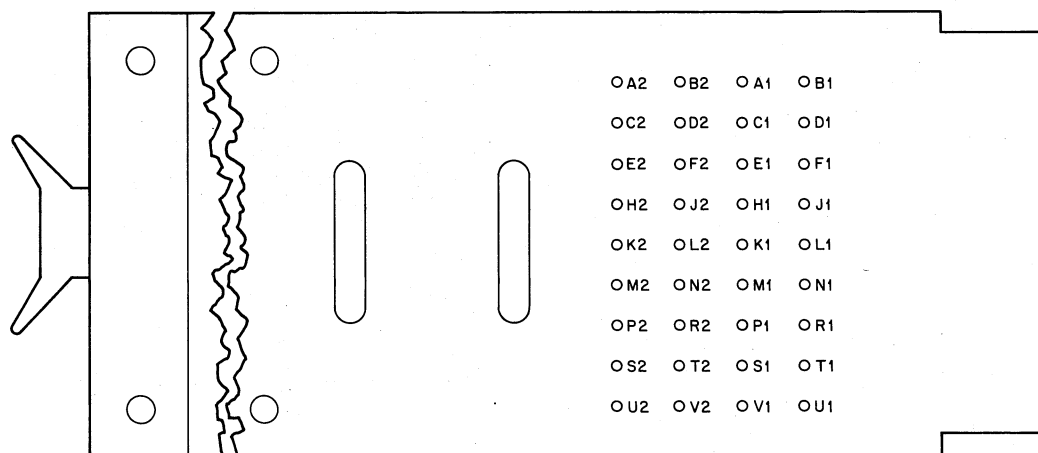 A2 B2 A1 B1
C2 D2 C1 D1
E2 F2 E1 F1
H2 J2 H1 J1
K2 L2 K1 L1
M2 N2 M1 N1
P2 R2 P1 R1
S2 T2 S1 T1
U2 V2 V1 U1